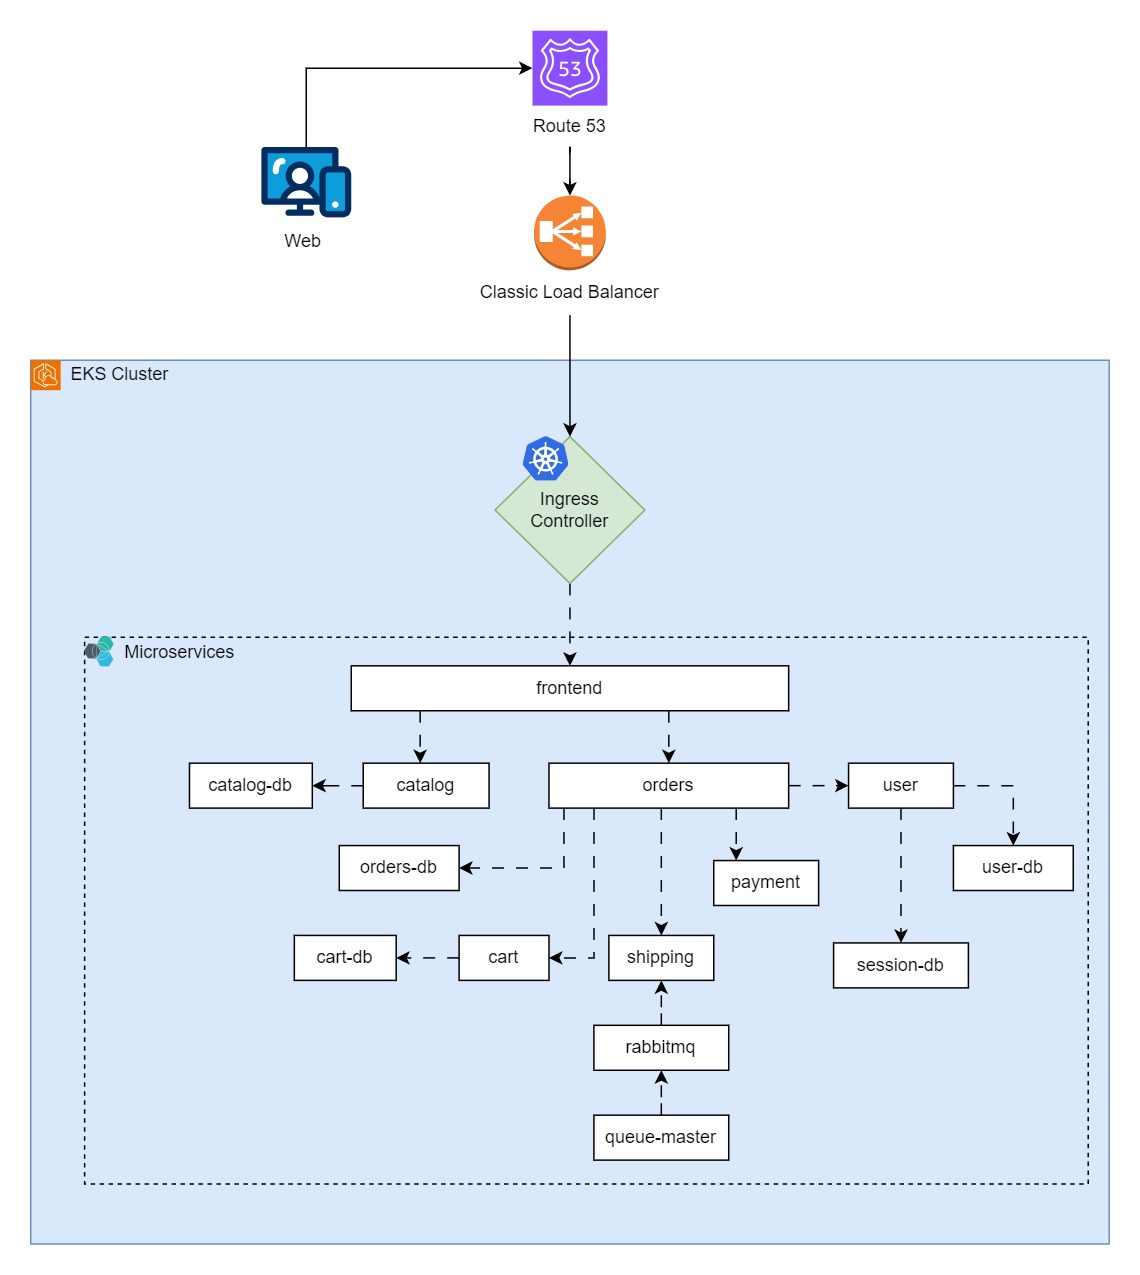 53
Route 53
Web
Classic Load Balancer
EKS Cluster
Ingress
Controller
Microservices
frontend
catalog-db
catalog
orders
user
orders-db
payment
user-db
cart-db
cart
shipping
session-db
rabbitmq
queue-master